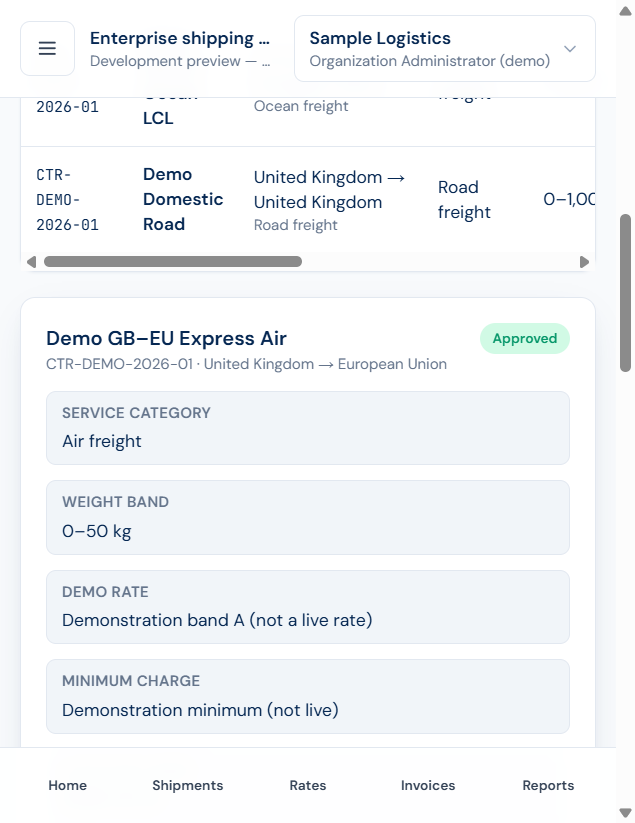 Enterprise shipping ...
Development preview — ...
Sample Logistics
Organization Administrator (demo)
2026-01
LCL
Ocean freight
CTR-
DEMO-
2026-01
Demo
Domestic
Road
United Kingdom →
United Kingdom
Road freight
Road
freight
0–1,00
Demo GB–EU Express Air
Approved
CTR-DEMO-2026-01 · United Kingdom → European Union
SERVICE CATEGORY
Air freight
WEIGHT BAND
0–50 kg
DEMO RATE
Demonstration band A (not a live rate)
MINIMUM CHARGE
Demonstration minimum (not live)
Home
Shipments
Rates
Invoices
Reports